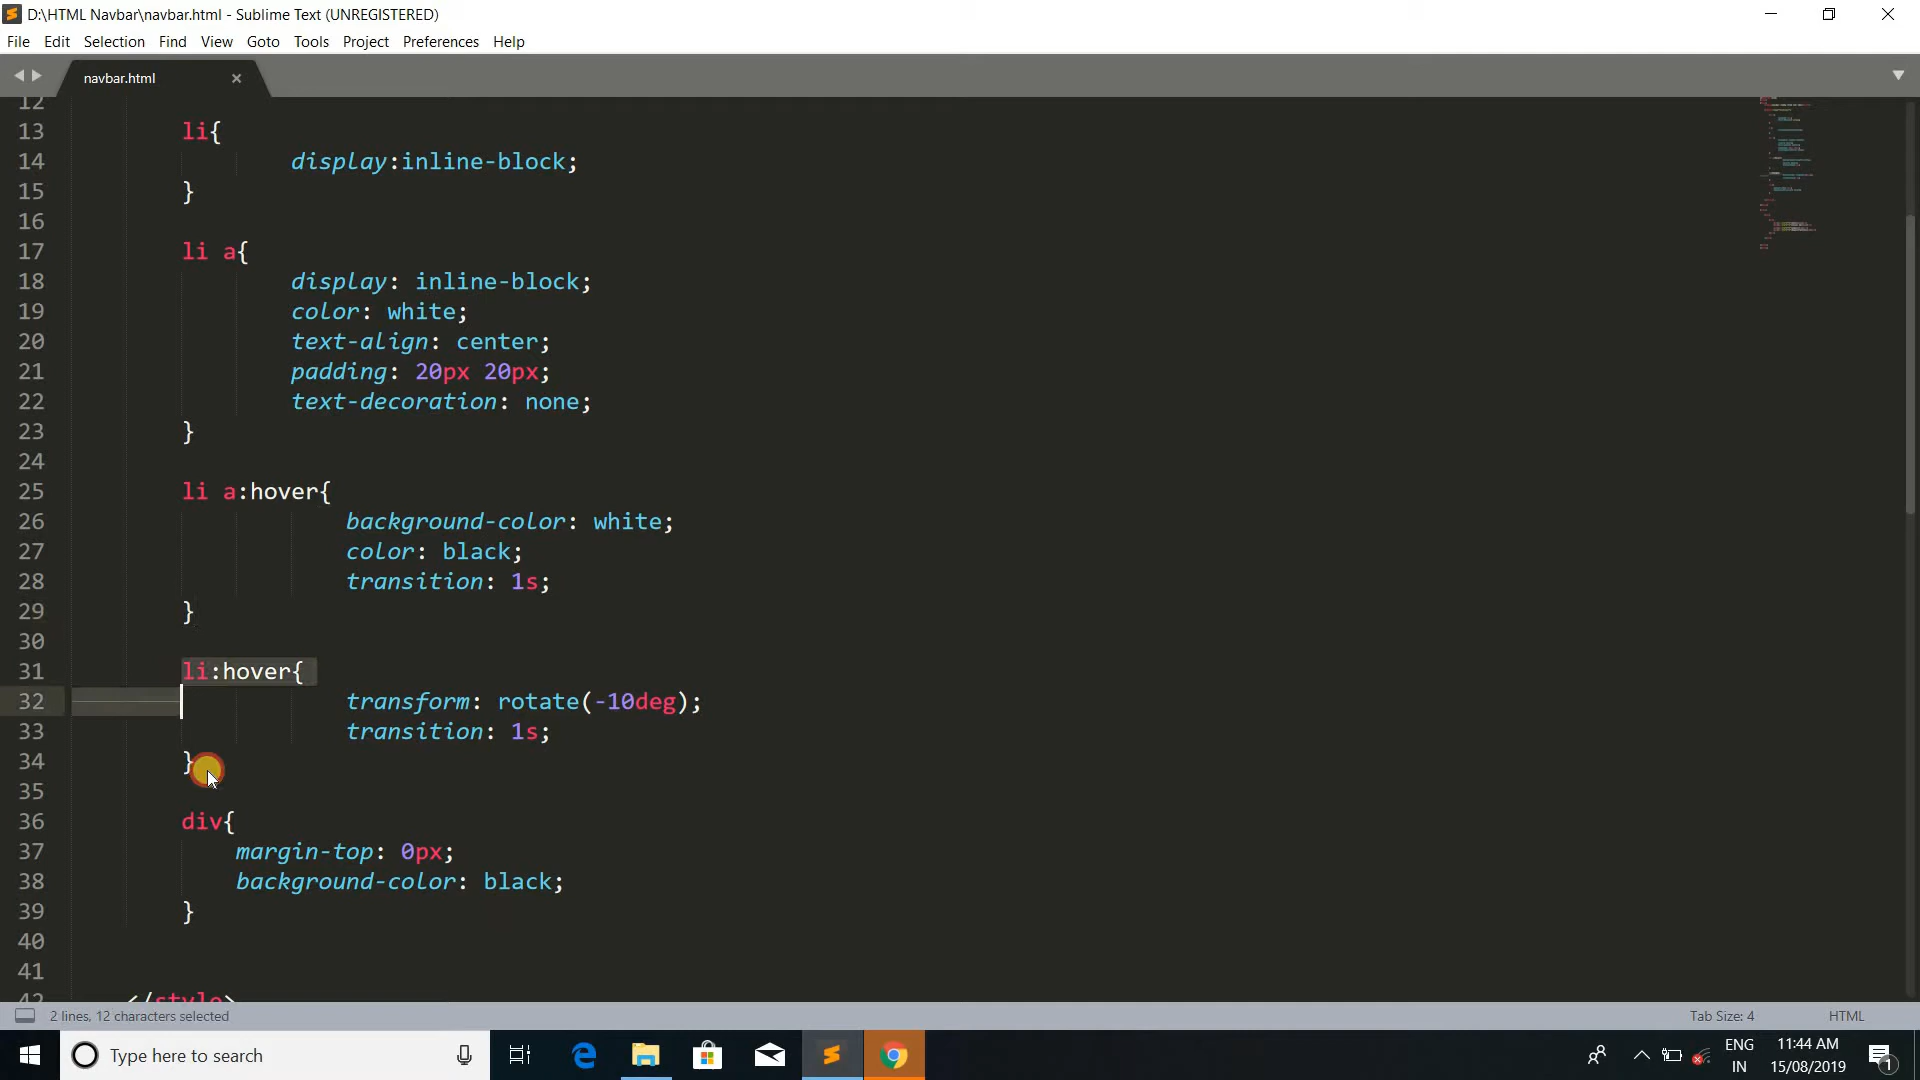 D:\HTML Navbar\navbar.html - Sublime Text (UNREGISTERED)
File Edit Selection Find View Goto Tools Project Preferences Help
navbar.html
12
13 li{
14 display:inline-block;
15 }
16
17 li a{
18 display: inline-block;
19 color: white;
20 text-align: center;
21 padding: 20px 20px;
22 text-decoration: none;
23 }
24
25 li a:hover{
26 background-color: white;
27 color: black;
28 transition: 1s;
29 }
30
31 li:hover{
32 transform: rotate(-10deg);
33 transition: 1s;
34 }
35
36 div{
37 margin-top: 0px;
38 background-color: black;
39 }
40
41
42 </style>
2 lines, 12 characters selected
Tab Size: 4 HTML
Type here to search
ENG
IN
11:44 AM
15/08/2019
1